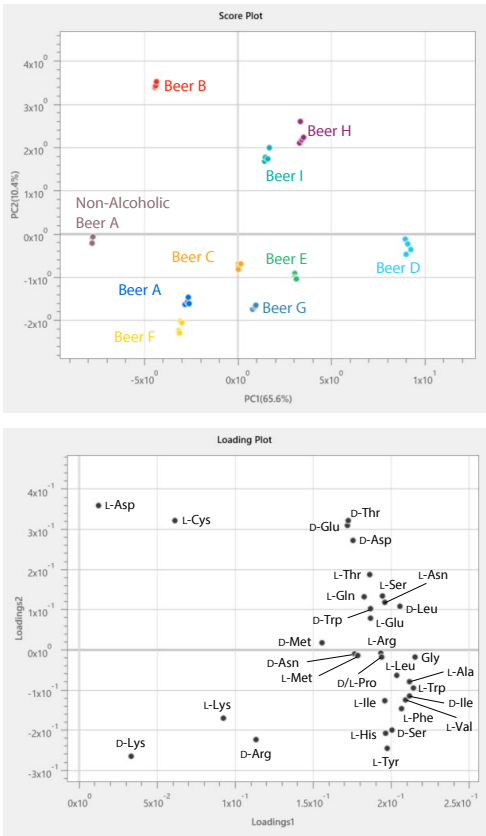 Score Plot
4x10⁰
3x10⁰
2x10⁰
1x10⁰
0x10⁰
-1x10⁰
-2x10⁰
PC2(10.4%)
Beer B
Beer H
Beer I
Non-Alcoholic
Beer A
Beer C
Beer E
Beer D
Beer A
Beer G
Beer F
-5x10⁰
0x10⁰
5x10⁰
1x10¹
PC1(65.6%)
Loading Plot
4x10⁻¹
3x10⁻¹
2x10⁻¹
1x10⁻¹
0x10⁰
-1x10⁻¹
-2x10⁻¹
-3x10⁻¹
Loadings2
L-Asp
L-Cys
D-Thr
D-Glu
D-Asp
L-Thr
L-Ser
L-Asn
L-Gln
D-Trp
D-Leu
L-Glu
D-Met
L-Arg
D-Asn
L-Met
D/L-Pro
L-Leu
Gly
L-Ala
L-Trp
D-Ile
L-Val
L-Ile
L-Phe
L-Lys
L-His
D-Ser
D-Lys
D-Arg
L-Tyr
0x10⁰
5x10⁻²
1x10⁻¹
1.5x10⁻¹
2x10⁻¹
2.5x10⁻¹
Loadings1